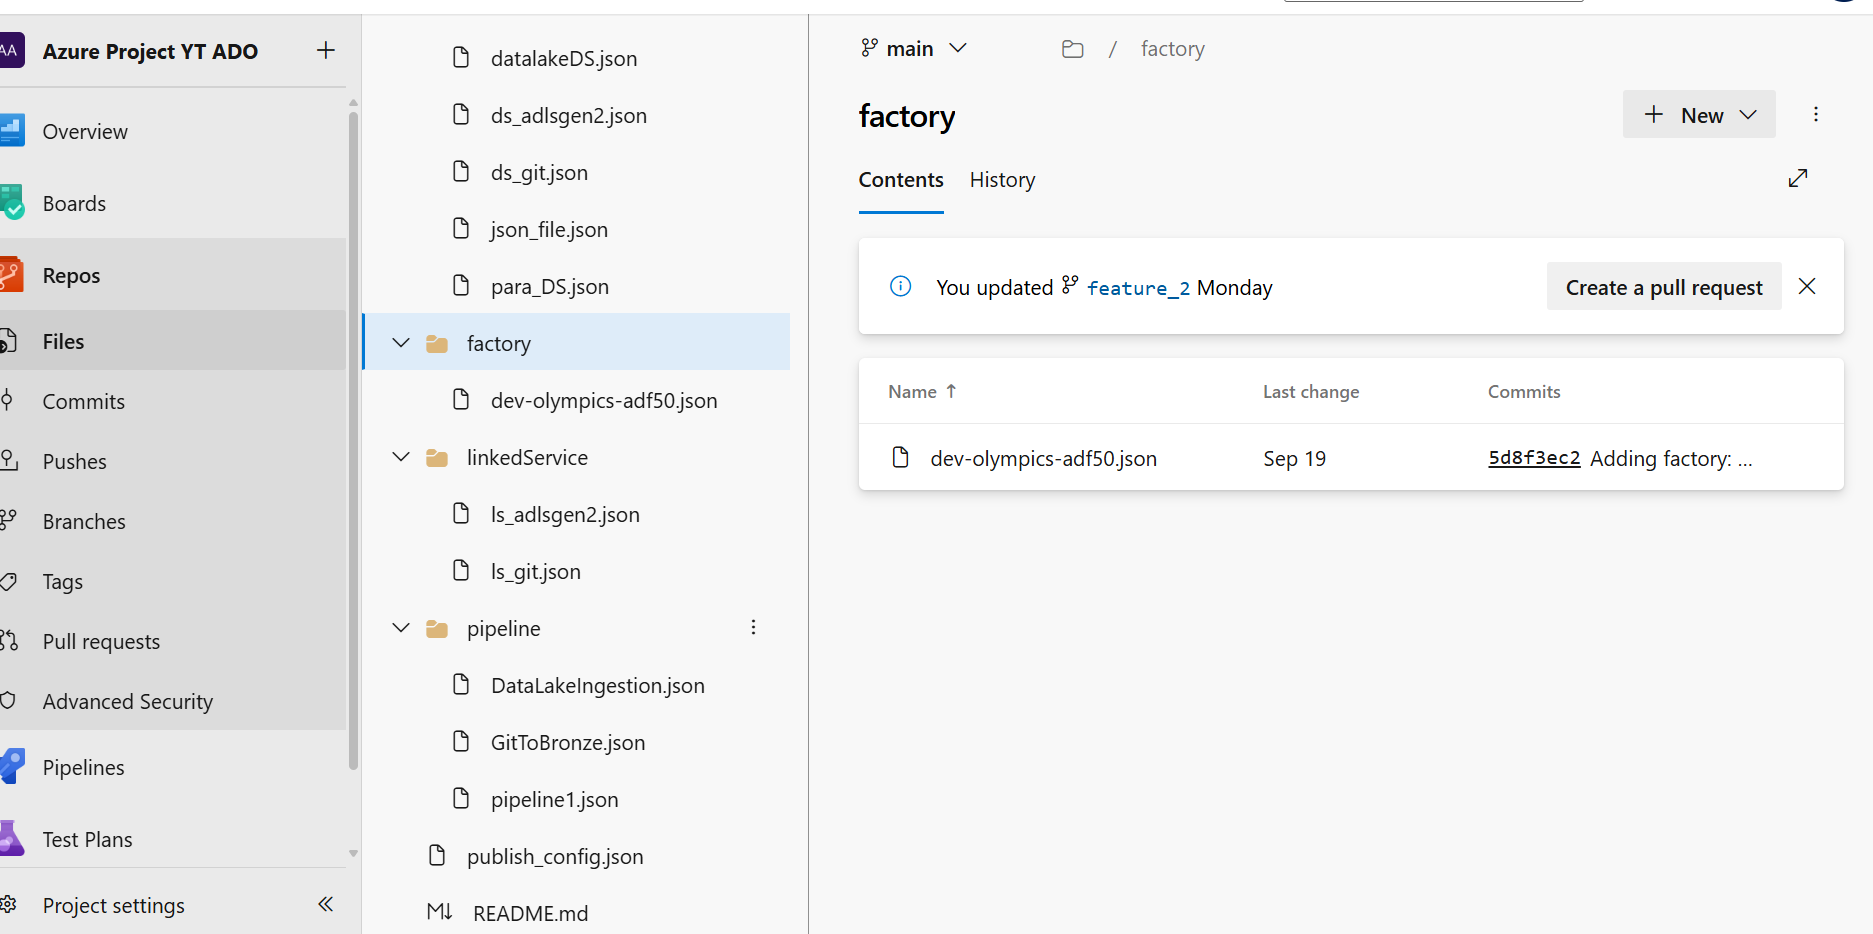 AA Azure Project YT ADO
Overview
Boards
Repos
Files
Commits
Pushes
Branches
Tags
Pull requests
Advanced Security
Pipelines
Test Plans
Project settings
datalakeDS.json
ds_adlsgen2.json
ds_git.json
json_file.json
para_DS.json
factory
dev-olympics-adf50.json
linkedService
ls_adlsgen2.json
ls_git.json
pipeline
DataLakeIngestion.json
GitToBronze.json
pipeline1.json
publish_config.json
M↓ README.md
main / factory
factory
New
Contents History
You updated feature_2 Monday Create a pull request
Name ↑ Last change Commits
dev-olympics-adf50.json Sep 19 5d8f3ec2 Adding factory: ...